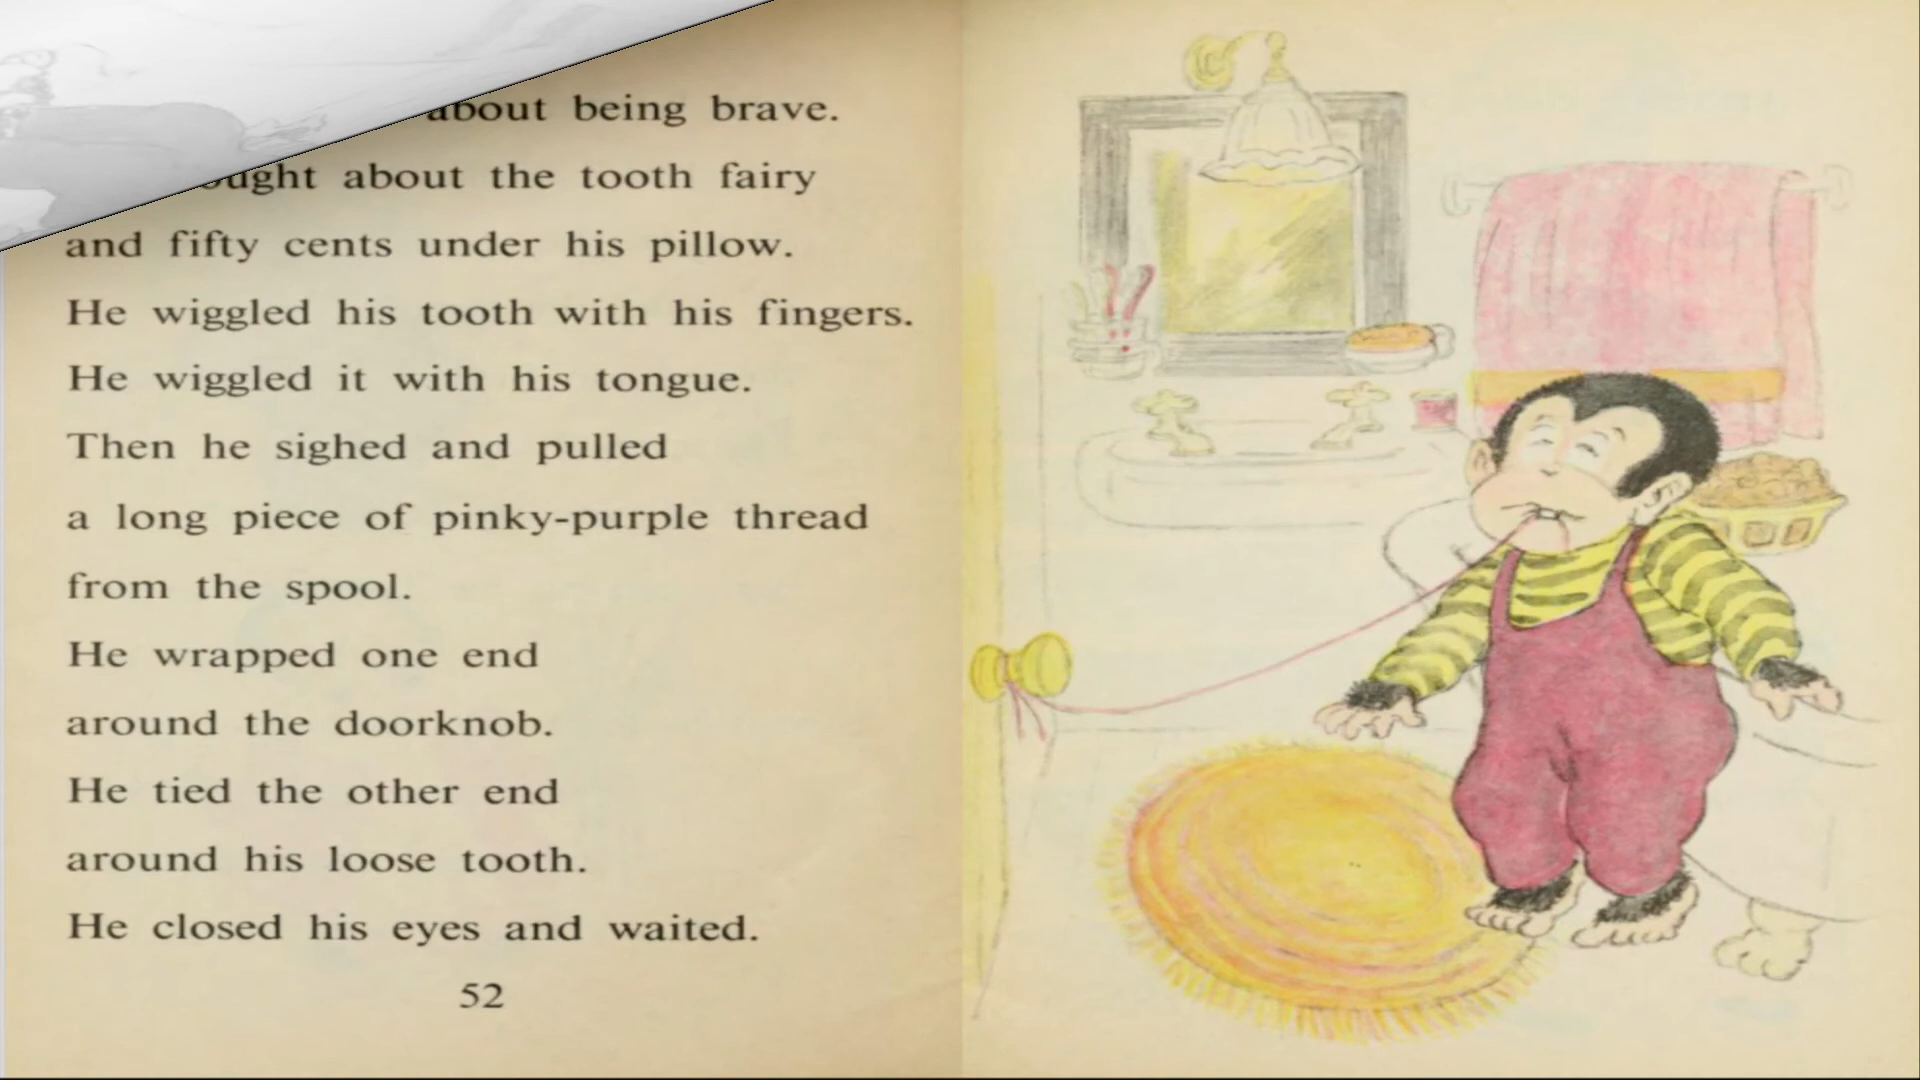 about being brave.
about the tooth fairy
and fifty cents under his pillow.
He wiggled his tooth with his fingers.
He wiggled it with his tongue.
Then he sighed and pulled
a long piece of pinky-purple thread
from the spool.
He wrapped one end
around the doorknob.
He tied the other end
around his loose tooth.
He closed his eyes and waited.
52